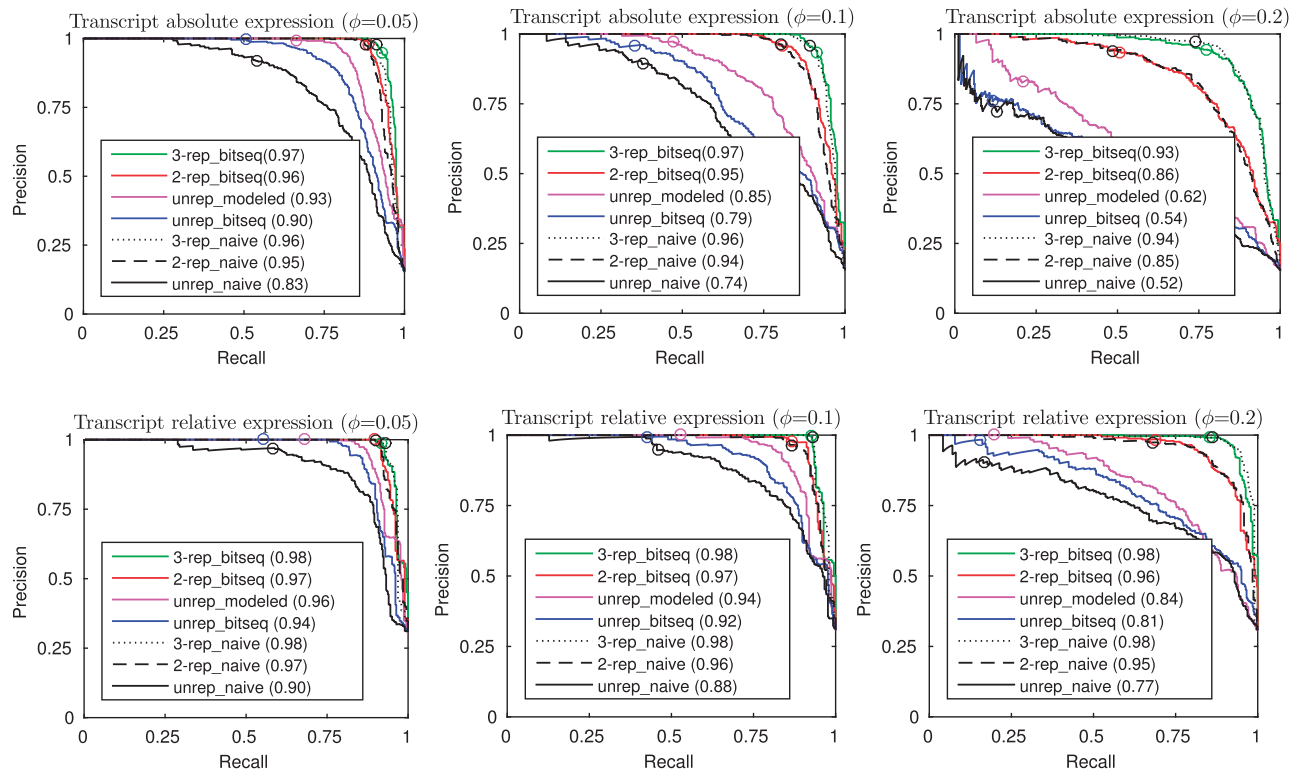 Transcript absolute expression (ϕ=0.05)
1
0.75
0.5
0.25
0
Precision
3-rep_bitseq(0.97)
2-rep_bitseq(0.96)
unrep_modeled (0.93)
unrep_bitseq (0.90)
3-rep_naive (0.96)
2-rep_naive (0.95)
unrep_naive (0.83)
0 0.25 0.5 0.75 1
Recall
Transcript absolute expression (ϕ=0.1)
1
0.75
0.5
0.25
0
Precision
3-rep_bitseq (0.97)
2-rep_bitseq(0.95)
unrep_modeled (0.85)
unrep_bitseq (0.79)
3-rep_naive (0.96)
2-rep_naive (0.94)
unrep_naive (0.74)
0 0.25 0.5 0.75 1
Recall
Transcript absolute expression (ϕ=0.2)
1
0.75
0.5
0.25
0
Precision
3-rep_bitseq(0.93)
2-rep_bitseq (0.86)
unrep_modeled (0.62)
unrep_bitseq (0.54)
3-rep_naive (0.94)
2-rep_naive (0.85)
unrep_naive (0.52)
0 0.25 0.5 0.75 1
Recall
Transcript relative expression (ϕ=0.05)
1
0.75
0.5
0.25
0
Precision
3-rep_bitseq (0.98)
2-rep_bitseq (0.97)
unrep_modeled (0.96)
unrep_bitseq (0.94)
3-rep_naive (0.98)
2-rep_naive (0.97)
unrep_naive (0.90)
0 0.25 0.5 0.75 1
Recall
Transcript relative expression (ϕ=0.1)
1
0.75
0.5
0.25
0
Precision
3-rep_bitseq (0.98)
2-rep_bitseq (0.97)
unrep_modeled (0.94)
unrep_bitseq (0.92)
3-rep_naive (0.98)
2-rep_naive (0.96)
unrep_naive (0.88)
0 0.25 0.5 0.75 1
Recall
Transcript relative expression (ϕ=0.2)
1
0.75
0.5
0.25
0
Precision
3-rep_bitseq (0.98)
2-rep_bitseq (0.96)
unrep_modeled (0.84)
unrep_bitseq (0.81)
3-rep_naive (0.98)
2-rep_naive (0.95)
unrep_naive (0.77)
0 0.25 0.5 0.75 1
Recall